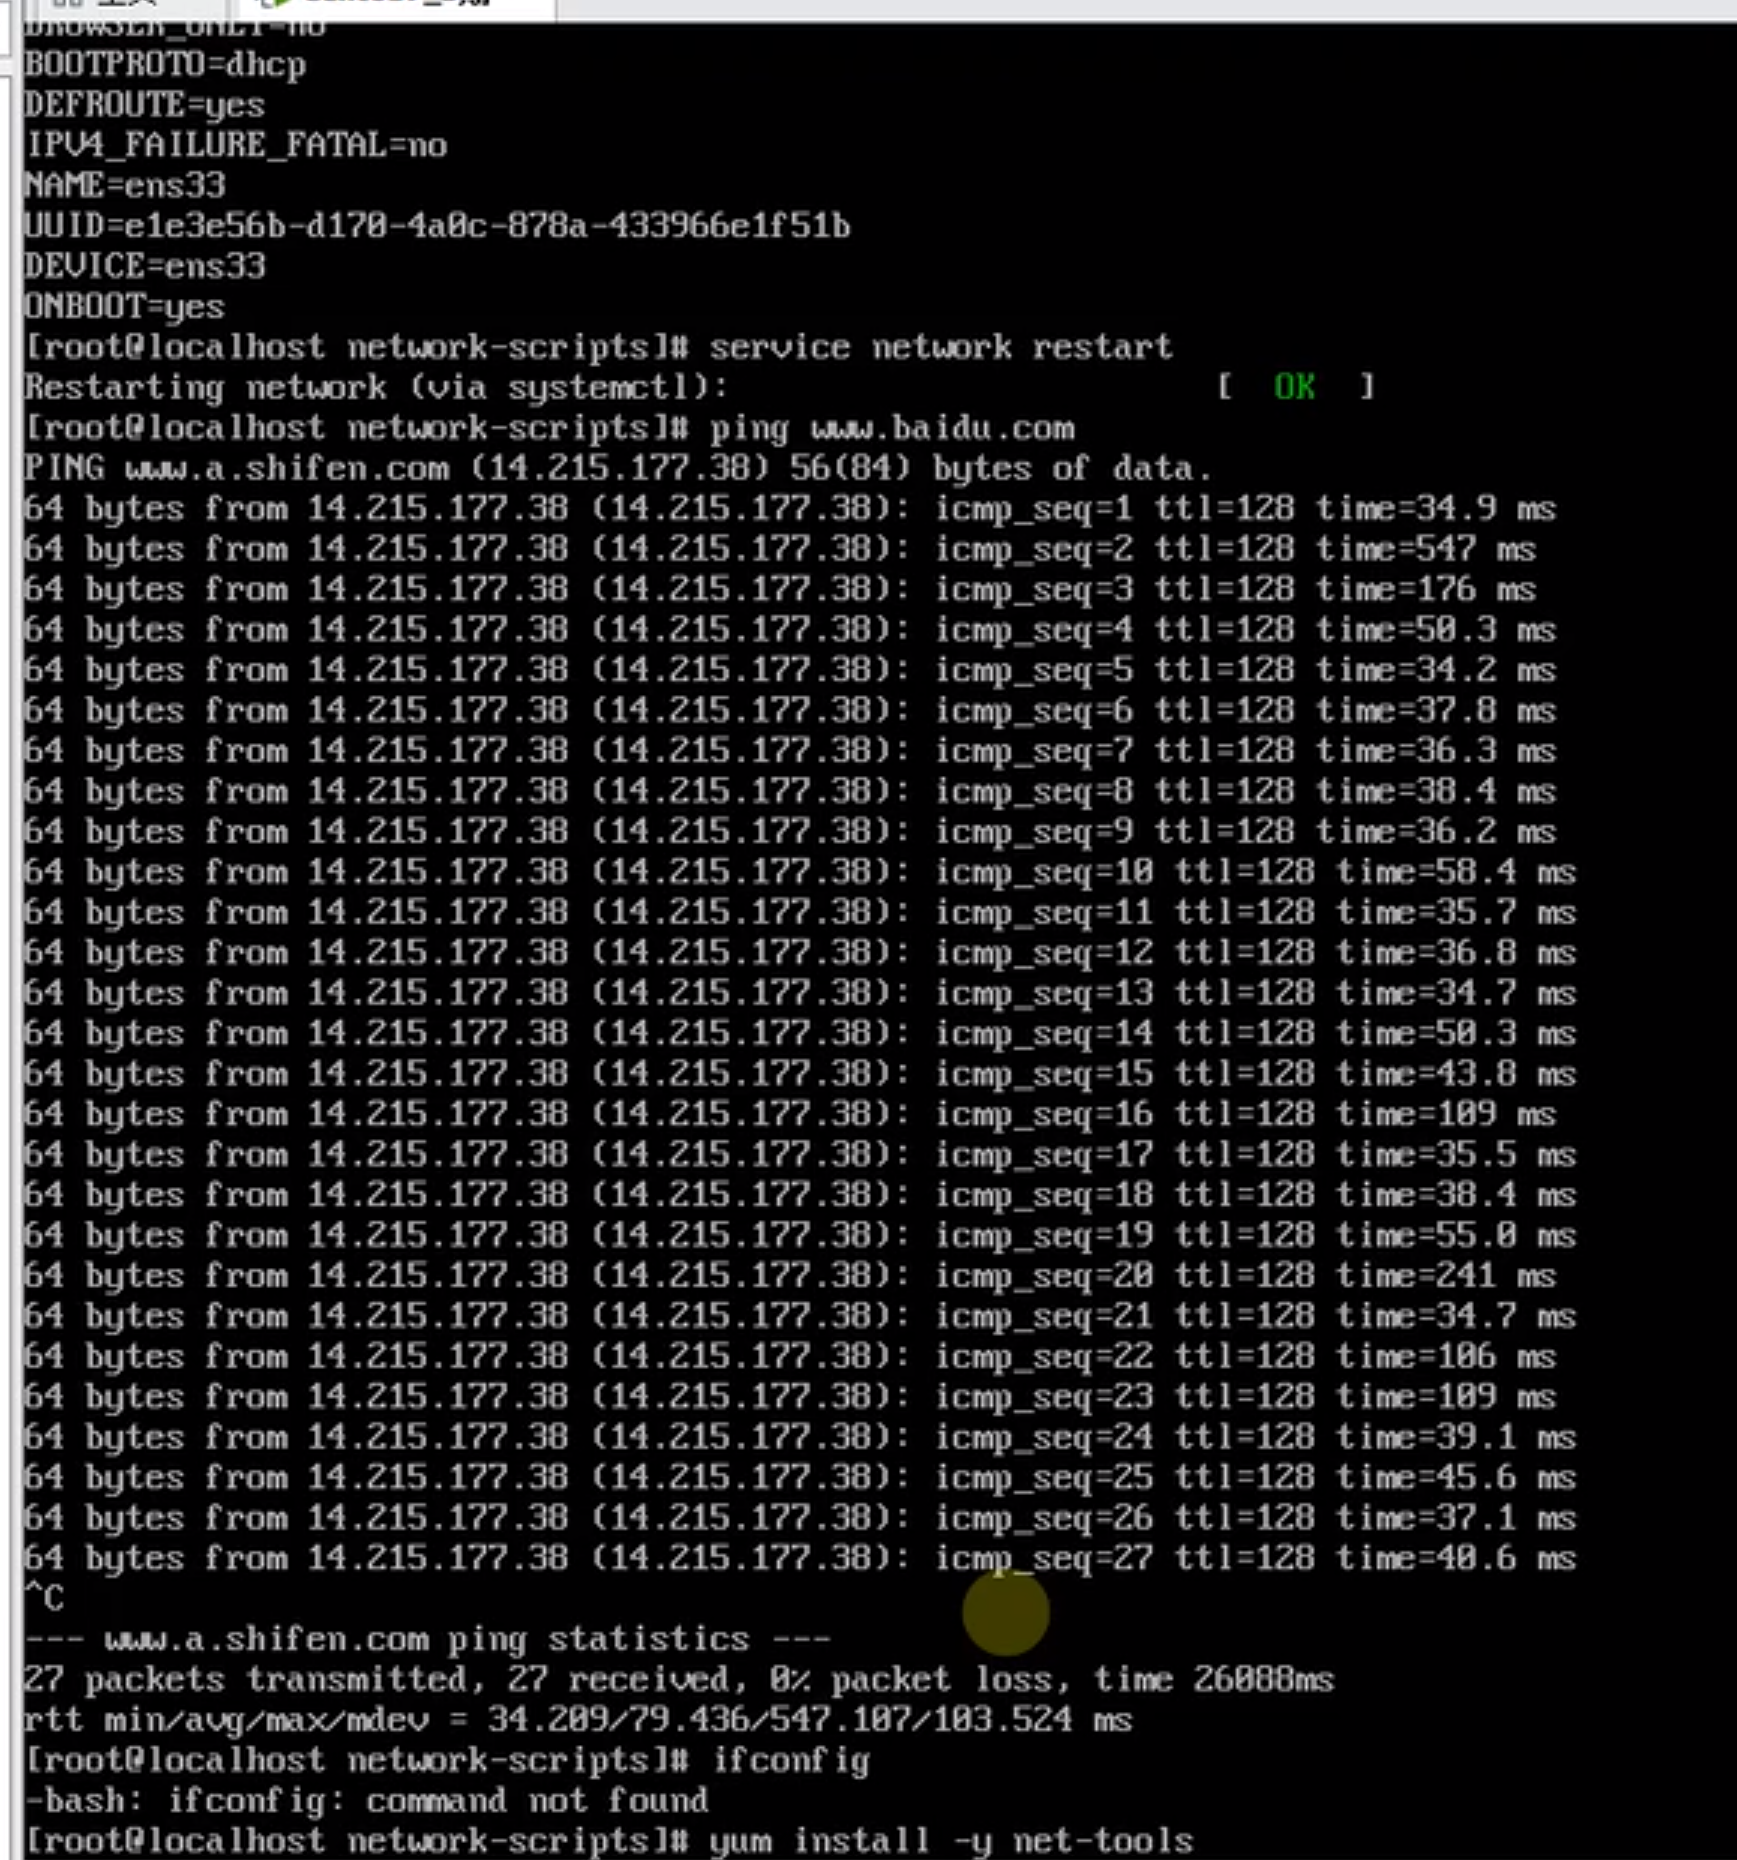 主页
BROWSER_ONLY=no
BOOTPROTO=dhcp
DEFROUTE=yes
IPV4_FAILURE_FATAL=no
NAME=ens33
UUID=e1e3e56b-d170-4a0c-878a-433966e1f51b
DEVICE=ens33
ONBOOT=yes
[root@localhost network-scripts]# service network restart
Restarting network (via systemctl): [ OK ]
[root@localhost network-scripts]# ping www.baidu.com
PING www.a.shifen.com (14.215.177.38) 56(84) bytes of data.
64 bytes from 14.215.177.38 (14.215.177.38): icmp_seq=1 ttl=128 time=34.9 ms
64 bytes from 14.215.177.38 (14.215.177.38): icmp_seq=2 ttl=128 time=547 ms
64 bytes from 14.215.177.38 (14.215.177.38): icmp_seq=3 ttl=128 time=176 ms
64 bytes from 14.215.177.38 (14.215.177.38): icmp_seq=4 ttl=128 time=50.3 ms
64 bytes from 14.215.177.38 (14.215.177.38): icmp_seq=5 ttl=128 time=34.2 ms
64 bytes from 14.215.177.38 (14.215.177.38): icmp_seq=6 ttl=128 time=37.8 ms
64 bytes from 14.215.177.38 (14.215.177.38): icmp_seq=7 ttl=128 time=36.3 ms
64 bytes from 14.215.177.38 (14.215.177.38): icmp_seq=8 ttl=128 time=38.4 ms
64 bytes from 14.215.177.38 (14.215.177.38): icmp_seq=9 ttl=128 time=36.2 ms
64 bytes from 14.215.177.38 (14.215.177.38): icmp_seq=10 ttl=128 time=58.4 ms
64 bytes from 14.215.177.38 (14.215.177.38): icmp_seq=11 ttl=128 time=35.7 ms
64 bytes from 14.215.177.38 (14.215.177.38): icmp_seq=12 ttl=128 time=36.8 ms
64 bytes from 14.215.177.38 (14.215.177.38): icmp_seq=13 ttl=128 time=34.7 ms
64 bytes from 14.215.177.38 (14.215.177.38): icmp_seq=14 ttl=128 time=50.3 ms
64 bytes from 14.215.177.38 (14.215.177.38): icmp_seq=15 ttl=128 time=43.8 ms
64 bytes from 14.215.177.38 (14.215.177.38): icmp_seq=16 ttl=128 time=109 ms
64 bytes from 14.215.177.38 (14.215.177.38): icmp_seq=17 ttl=128 time=35.5 ms
64 bytes from 14.215.177.38 (14.215.177.38): icmp_seq=18 ttl=128 time=38.4 ms
64 bytes from 14.215.177.38 (14.215.177.38): icmp_seq=19 ttl=128 time=55.0 ms
64 bytes from 14.215.177.38 (14.215.177.38): icmp_seq=20 ttl=128 time=241 ms
64 bytes from 14.215.177.38 (14.215.177.38): icmp_seq=21 ttl=128 time=34.7 ms
64 bytes from 14.215.177.38 (14.215.177.38): icmp_seq=22 ttl=128 time=106 ms
64 bytes from 14.215.177.38 (14.215.177.38): icmp_seq=23 ttl=128 time=109 ms
64 bytes from 14.215.177.38 (14.215.177.38): icmp_seq=24 ttl=128 time=39.1 ms
64 bytes from 14.215.177.38 (14.215.177.38): icmp_seq=25 ttl=128 time=45.6 ms
64 bytes from 14.215.177.38 (14.215.177.38): icmp_seq=26 ttl=128 time=37.1 ms
64 bytes from 14.215.177.38 (14.215.177.38): icmp_seq=27 ttl=128 time=40.6 ms
^C
--- www.a.shifen.com ping statistics ---
27 packets transmitted, 27 received, 0% packet loss, time 26088ms
rtt min/avg/max/mdev = 34.209/79.436/547.107/103.524 ms
[root@localhost network-scripts]# ifconfig
-bash: ifconfig: command not found
[root@localhost network-scripts]# yum install -y net-tools